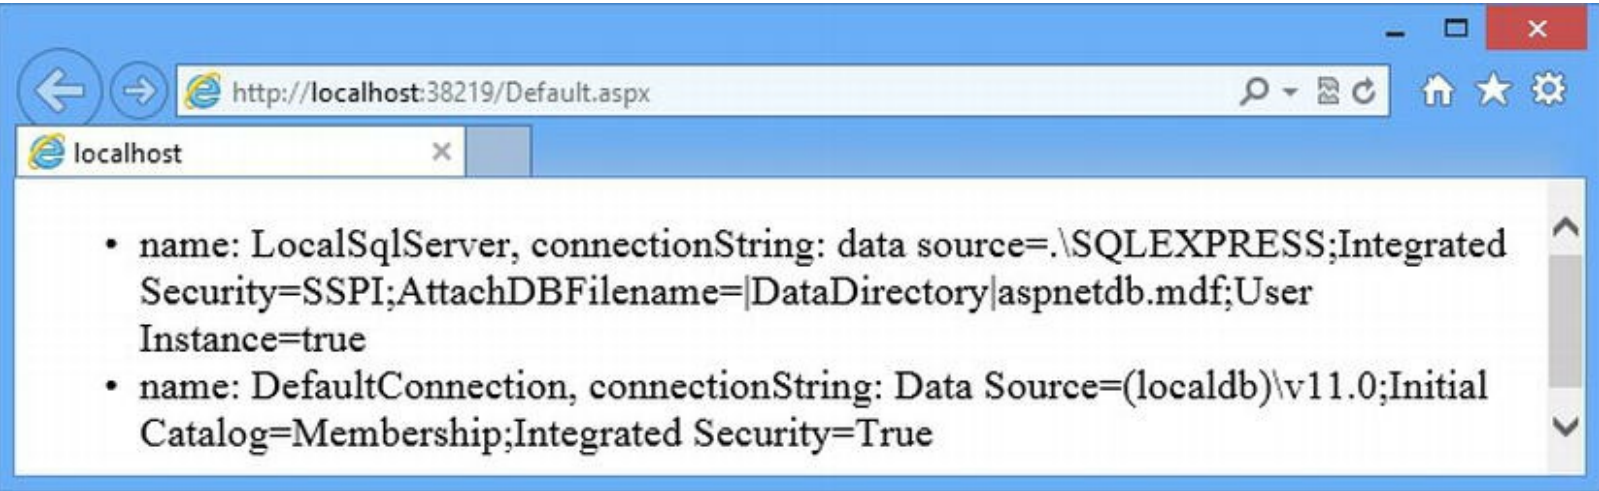 http://localhost:38219/Default.aspx
localhost
• name: LocalSqlServer, connectionString: data source=.\SQLEXPRESS;Integrated
Security=SSPI;AttachDBFilename=|DataDirectory|aspnetdb.mdf;User
Instance=true
• name: DefaultConnection, connectionString: Data Source=(localdb)\v11.0;Initial
Catalog=Membership;Integrated Security=True